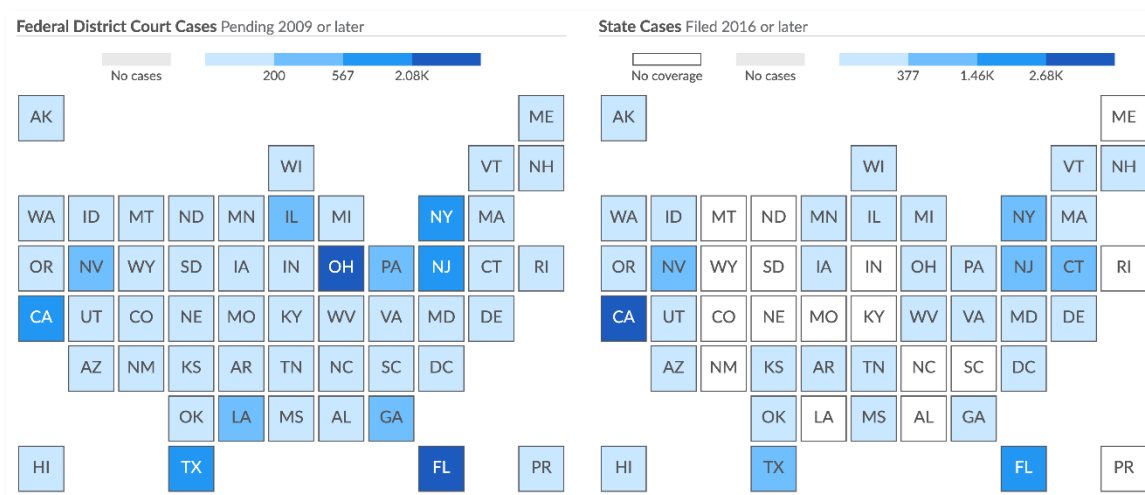 Federal District Court Cases Pending 2009 or later
No cases
200 567 2.08K
AK ME
WI VT NH
WA ID MT ND MN IL MI NY MA
OR NV WY SD IA IN OH PA NJ CT RI
CA UT CO NE MO KY WV VA MD DE
AZ NM KS AR TN NC SC DC
OK LA MS AL GA
HI TX FL PR
State Cases Filed 2016 or later
No coverage No cases 377 1.46K 2.68K
AK ME
WI VT NH
WA ID MT ND MN IL MI NY MA
OR NV WY SD IA IN OH PA NJ CT RI
CA UT CO NE MO KY WV VA MD DE
AZ NM KS AR TN NC SC DC
OK LA MS AL GA
HI TX FL PR